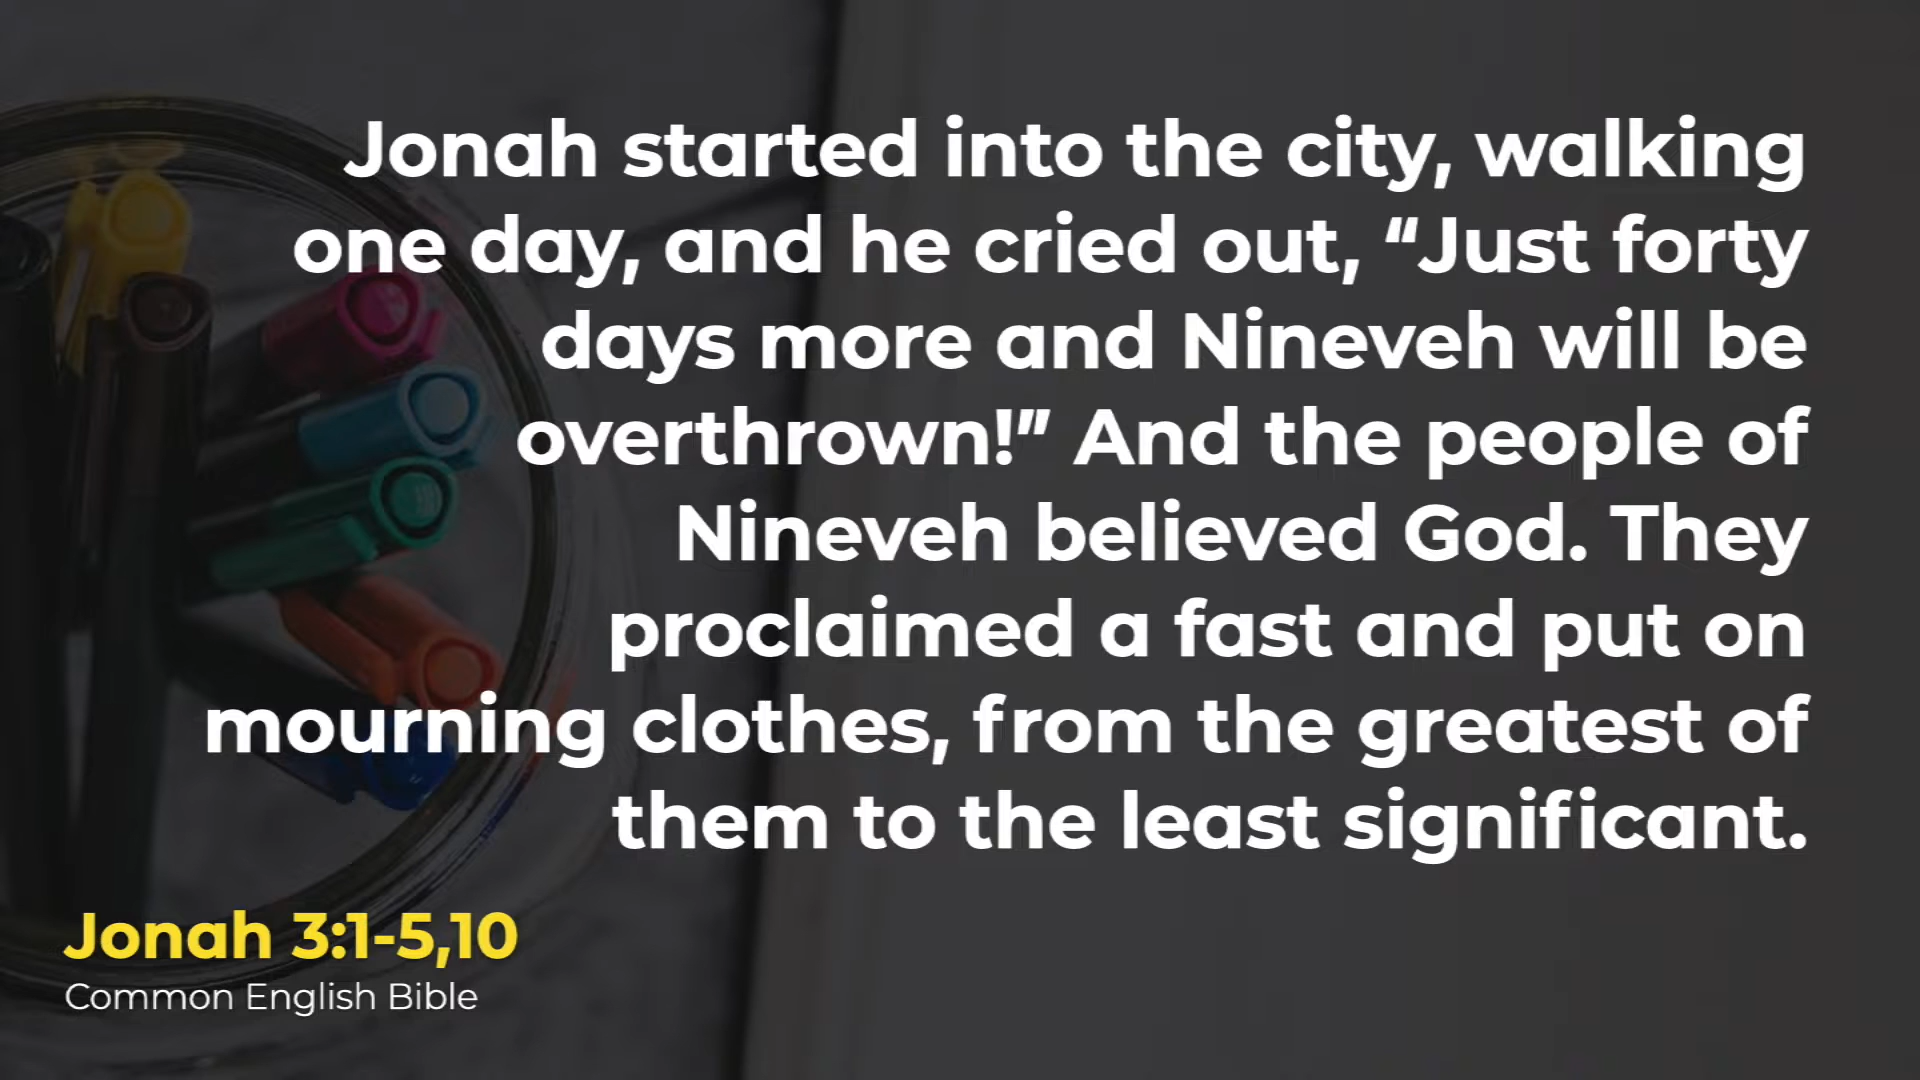 Jonah started into the city, walking
one day, and he cried out, “Just forty
days more and Nineveh will be
overthrown!” And the people of
Nineveh believed God. They
proclaimed a fast and put on
mourning clothes, from the greatest of
them to the least significant.
Jonah 3:1-5,10
Common English Bible